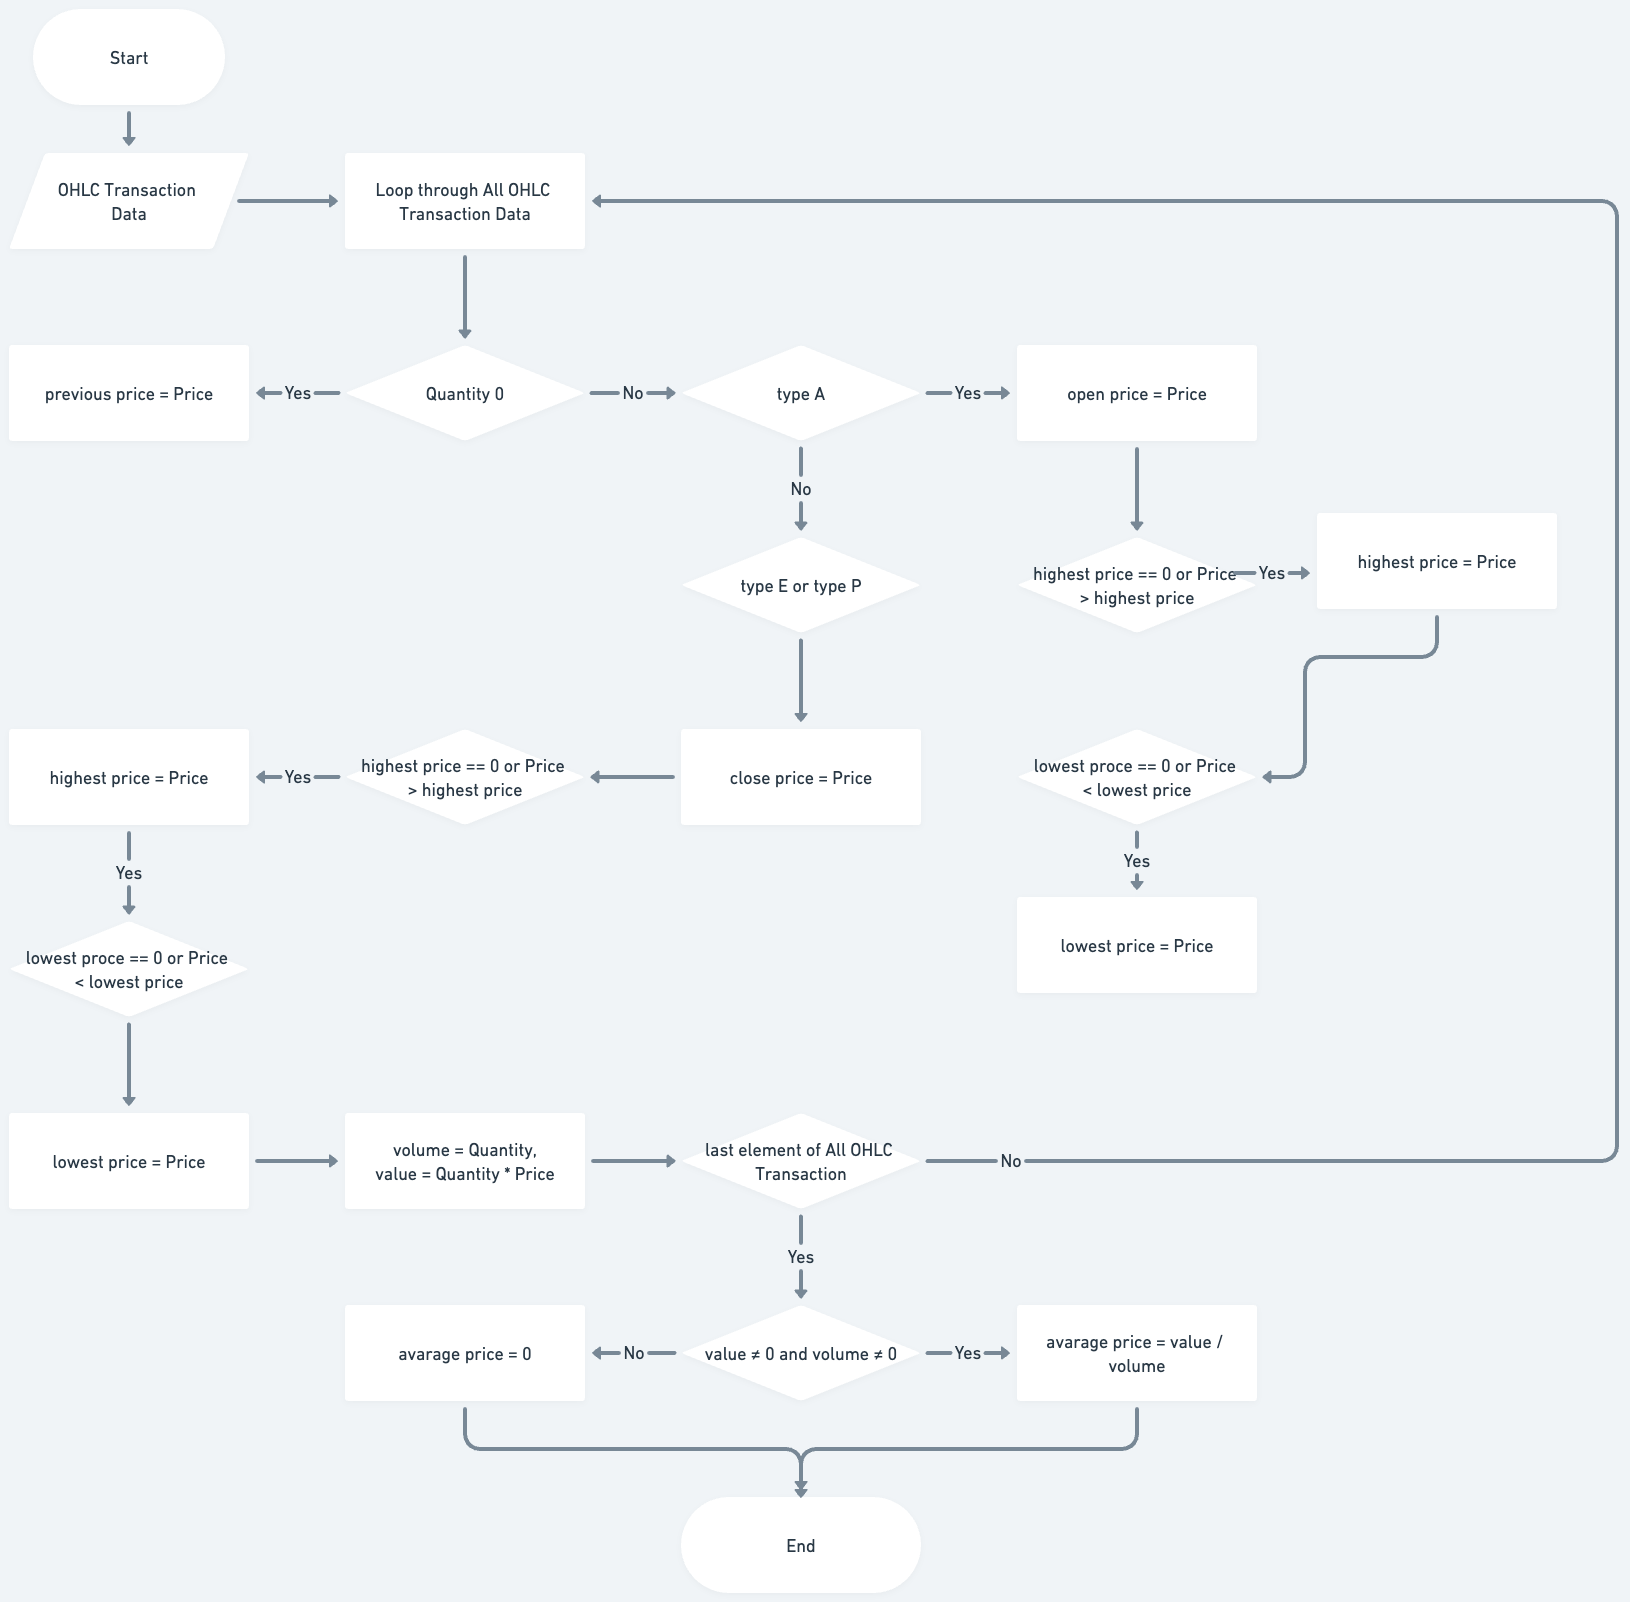 Start
OHLC Transaction
Data
Loop through All OHLC
Transaction Data
previous price = Price
Yes
Quantity 0
No
type A
Yes
open price = Price
No
type E or type P
highest price == 0 or Price
> highest price
Yes
highest price = Price
highest price = Price
Yes
highest price == 0 or Price
> highest price
close price = Price
lowest proce == 0 or Price
< lowest price
Yes
Yes
lowest price = Price
lowest proce == 0 or Price
< lowest price
lowest price = Price
volume = Quantity,
value = Quantity * Price
last element of All OHLC
Transaction
No
Yes
avarage price = 0
No
value ≠ 0 and volume ≠ 0
Yes
avarage price = value /
volume
End